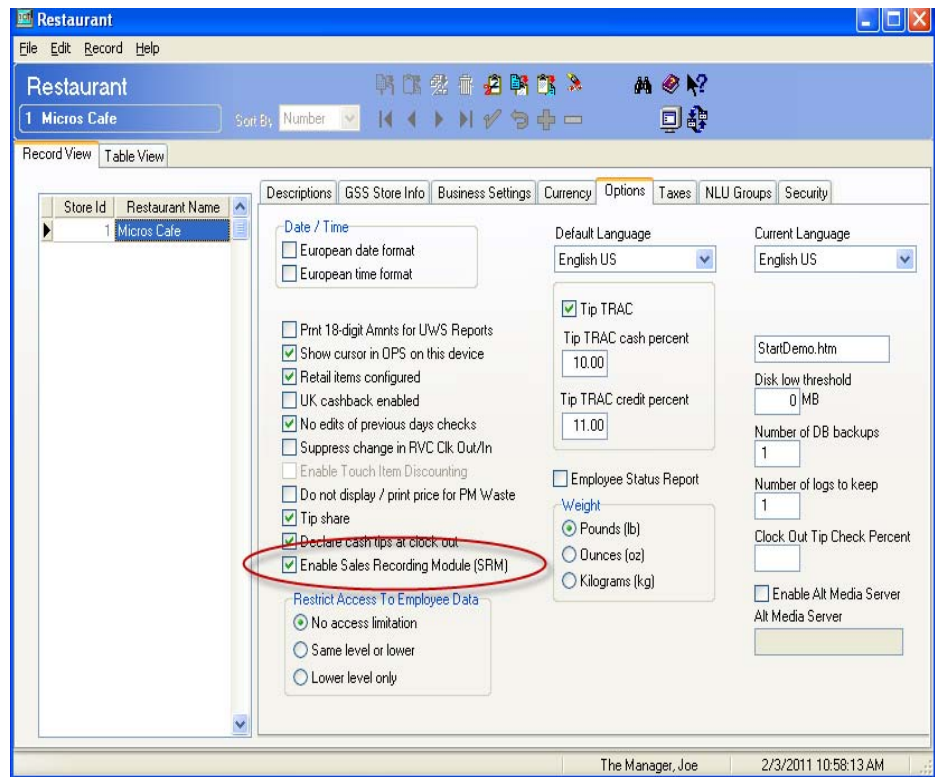 Restaurant
File Edit Record Help
Restaurant
1 Micros Cafe
Sort By Number
Record View Table View
Store Id Restaurant Name
1 Micros Cafe
Descriptions GSS Store Info Business Settings Currency Options Taxes NLU Groups Security
Date / Time
European date format
European time format
Prnt 18-digit Amnts for UWS Reports
Show cursor in OPS on this device
Retail items configured
UK cashback enabled
No edits of previous days checks
Suppress change in RVC Clk Out/In
Enable Touch Item Discounting
Do not display / print price for PM Waste
Tip share
Declare cash tips at clock out
Enable Sales Recording Module (SRM)
Restrict Access To Employee Data
No access limitation
Same level or lower
Lower level only
Default Language
English US
Tip TRAC
Tip TRAC cash percent
10.00
Tip TRAC credit percent
11.00
Employee Status Report
Weight
Pounds (lb)
Ounces (oz)
Kilograms (kg)
Current Language
English US
StartDemo.htm
Disk low threshold
0 MB
Number of DB backups
1
Number of logs to keep
1
Clock Out Tip Check Percent
Enable Alt Media Server
Alt Media Server
The Manager, Joe 2/3/2011 10:58:13 AM